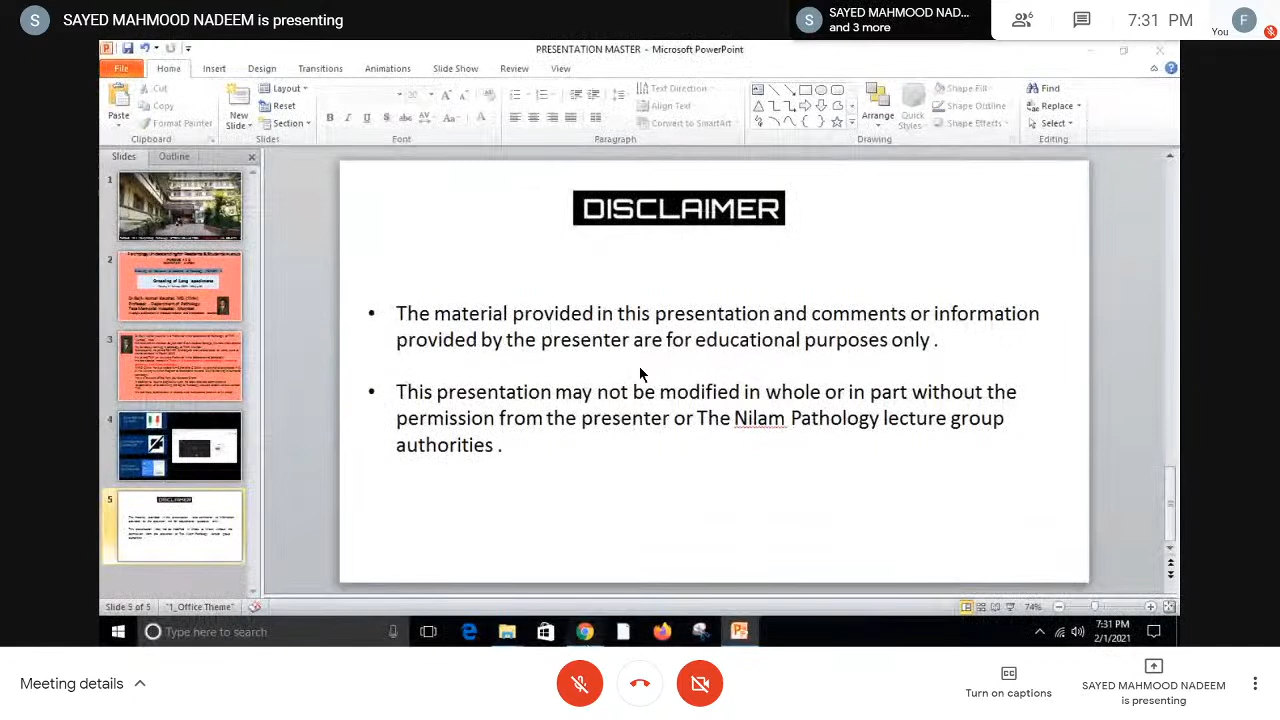 S SAYED MAHMOOD NADEEM is presenting
S SAYED MAHMOOD NAD...
and 3 more
6
7:31 PM
You
F
PRESENTATION MASTER - Microsoft PowerPoint
File Home Insert Design Transitions Animations Slide Show Review View
Paste
Cut
Copy
Format Painter
Clipboard
New
Slide
Layout
Reset
Section
Slides
Font
Paragraph
Text Direction
Align Text
Convert to SmartArt
Arrange
Quick
Styles
Shape Fill
Shape Outline
Shape Effects
Drawing
Find
Replace
Select
Editing
Slides Outline
1
2
3
4
5
DISCLAIMER
• The material provided in this presentation and comments or information
provided by the presenter are for educational purposes only .
• This presentation may not be modified in whole or in part without the
permission from the presenter or The Nilam Pathology lecture group
authorities .
Slide 5 of 5 "1_Office Theme" 74%
Type here to search
7:31 PM
2/1/2021
Meeting details
Turn on captions
SAYED MAHMOOD NADEEM
is presenting